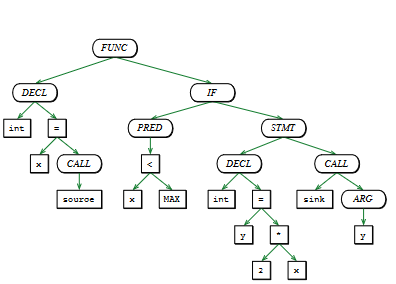 FUNC
DECL IF
int = PRED STMT
x CALL < DECL CALL
source x MAX int = sink ARG
y * y
2 x